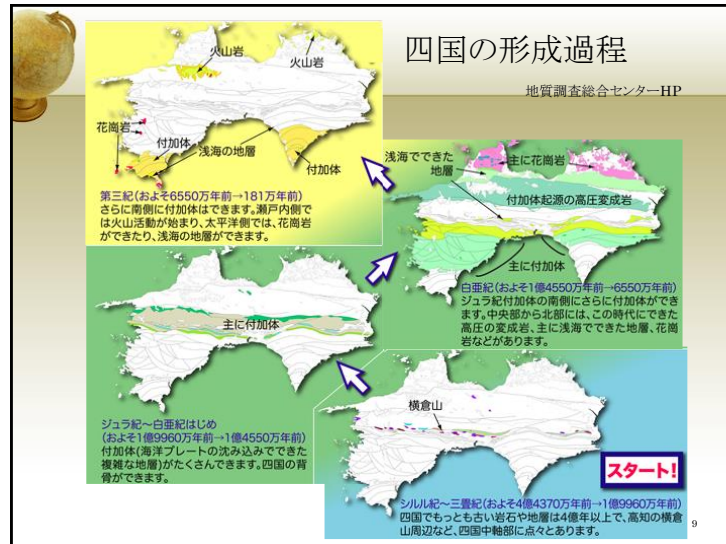 四国の形成過程
地質調査総合センターHP
火山岩
火山岩
花崗岩
付加体
浅海の地層
付加体
第三紀(およそ6550万年前→181万年前)
さらに南側に付加体はできます。瀬戸内側で
は火山活動が始まり、太平洋側では、花崗岩
ができたり、浅海の地層ができます。
浅海でできた
地層
主に花崗岩
付加体起源の高圧変成岩
主に付加体
白亜紀(およそ1億4550万年前→6550万年前)
ジュラ紀付加体の南側にさらに付加体ができ
ます。中央部から北部には、この時代にできた
高圧の変成岩、主に浅海でできた地層、花崗
岩などがあります。
主に付加体
ジュラ紀〜白亜紀はじめ
(およそ1億9960万年前→1億4550万年前)
付加体(海洋プレートの沈み込みでできた
複雑な地層)がたくさんできます。四国の背
骨ができます。
横倉山
スタート!
シルル紀〜三畳紀(およそ4億4370万年前→1億9960万年前)
四国でもっとも古い岩石や地層は4億年以上で、高知の横倉
山周辺など、四国中軸部に点々とあります。
9